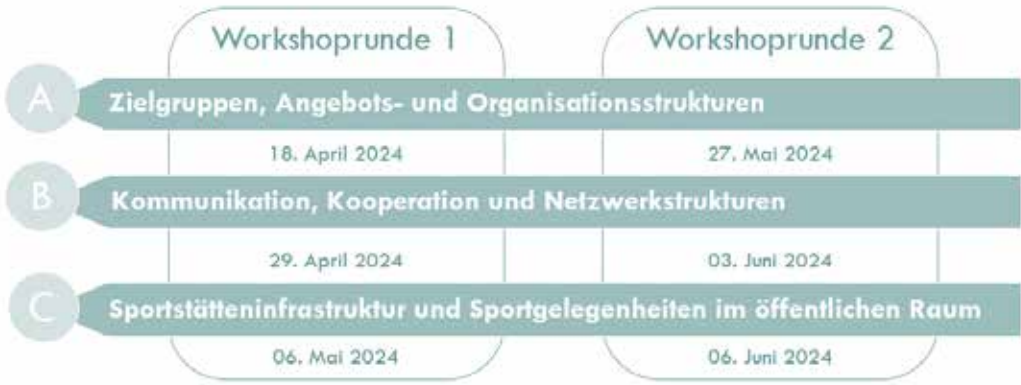 Workshoprunde 1 Workshoprunde 2
A Zielgruppen, Angebots- und Organisationsstrukturen
18. April 2024 27. Mai 2024
B Kommunikation, Kooperation und Netzwerkstrukturen
29. April 2024 03. Juni 2024
C Sportstätteninfrastruktur und Sportgelegenheiten im öffentlichen Raum
06. Mai 2024 06. Juni 2024